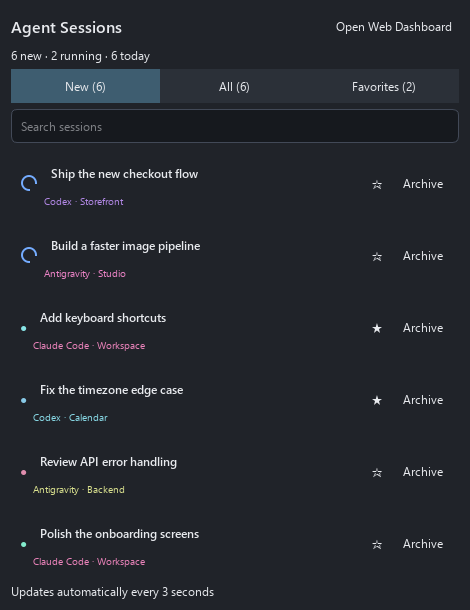 Agent Sessions
Open Web Dashboard
6 new · 2 running · 6 today
New (6)
All (6)
Favorites (2)
Search sessions
Ship the new checkout flow
☆
Archive
Codex · Storefront
Build a faster image pipeline
☆
Archive
Antigravity · Studio
Add keyboard shortcuts
★
Archive
Claude Code · Workspace
Fix the timezone edge case
★
Archive
Codex · Calendar
Review API error handling
☆
Archive
Antigravity · Backend
Polish the onboarding screens
☆
Archive
Claude Code · Workspace
Updates automatically every 3 seconds